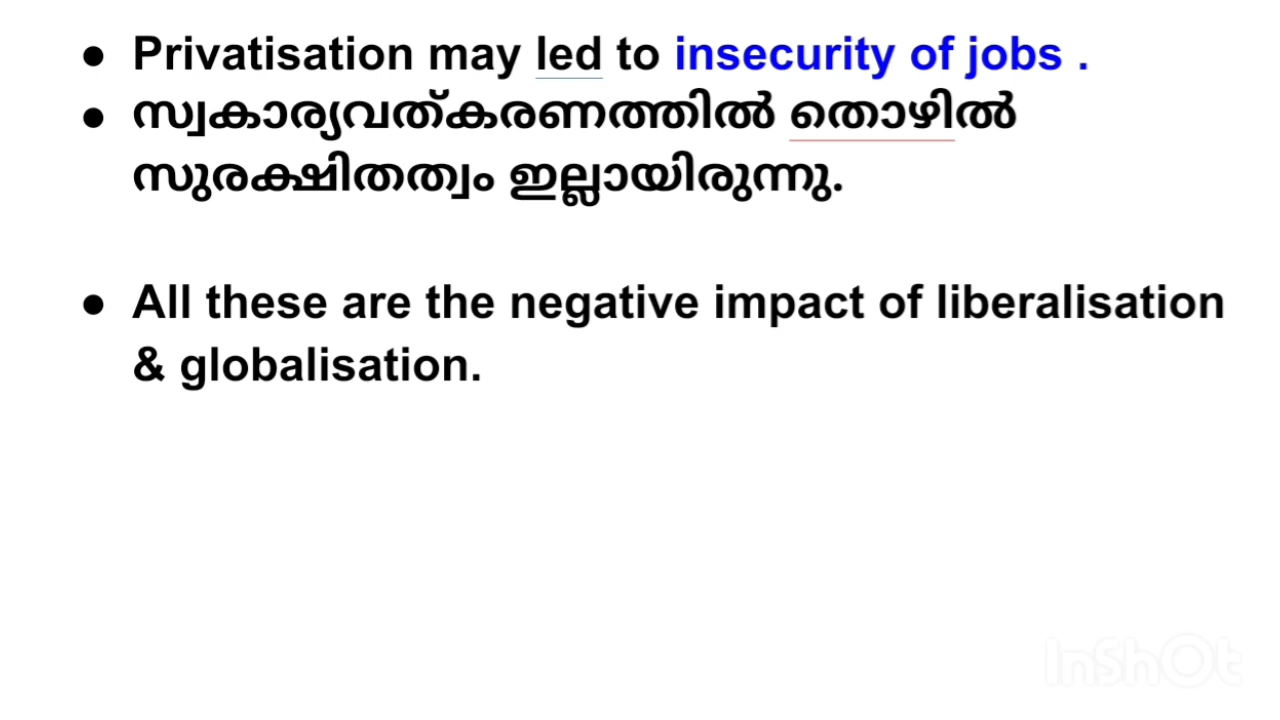 ● Privatisation may led to insecurity of jobs .
● സ്വകാര്യവത്കരണത്തിൽ തൊഴിൽ
സുരക്ഷിതത്വം ഇല്ലായിരുന്നു.
● All these are the negative impact of liberalisation
& globalisation.
InShOt